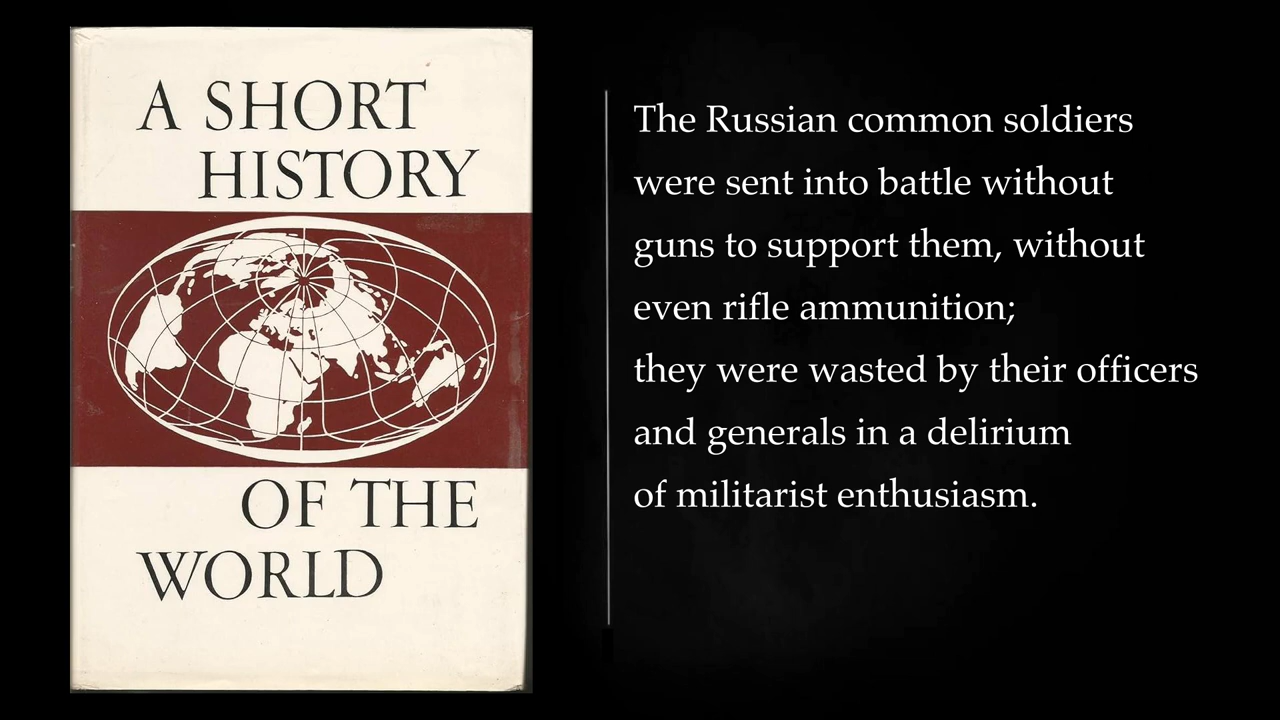 A SHORT
HISTORY
OF THE
WORLD
The Russian common soldiers
were sent into battle without
guns to support them, without
even rifle ammunition;
they were wasted by their officers
and generals in a delirium
of militarist enthusiasm.